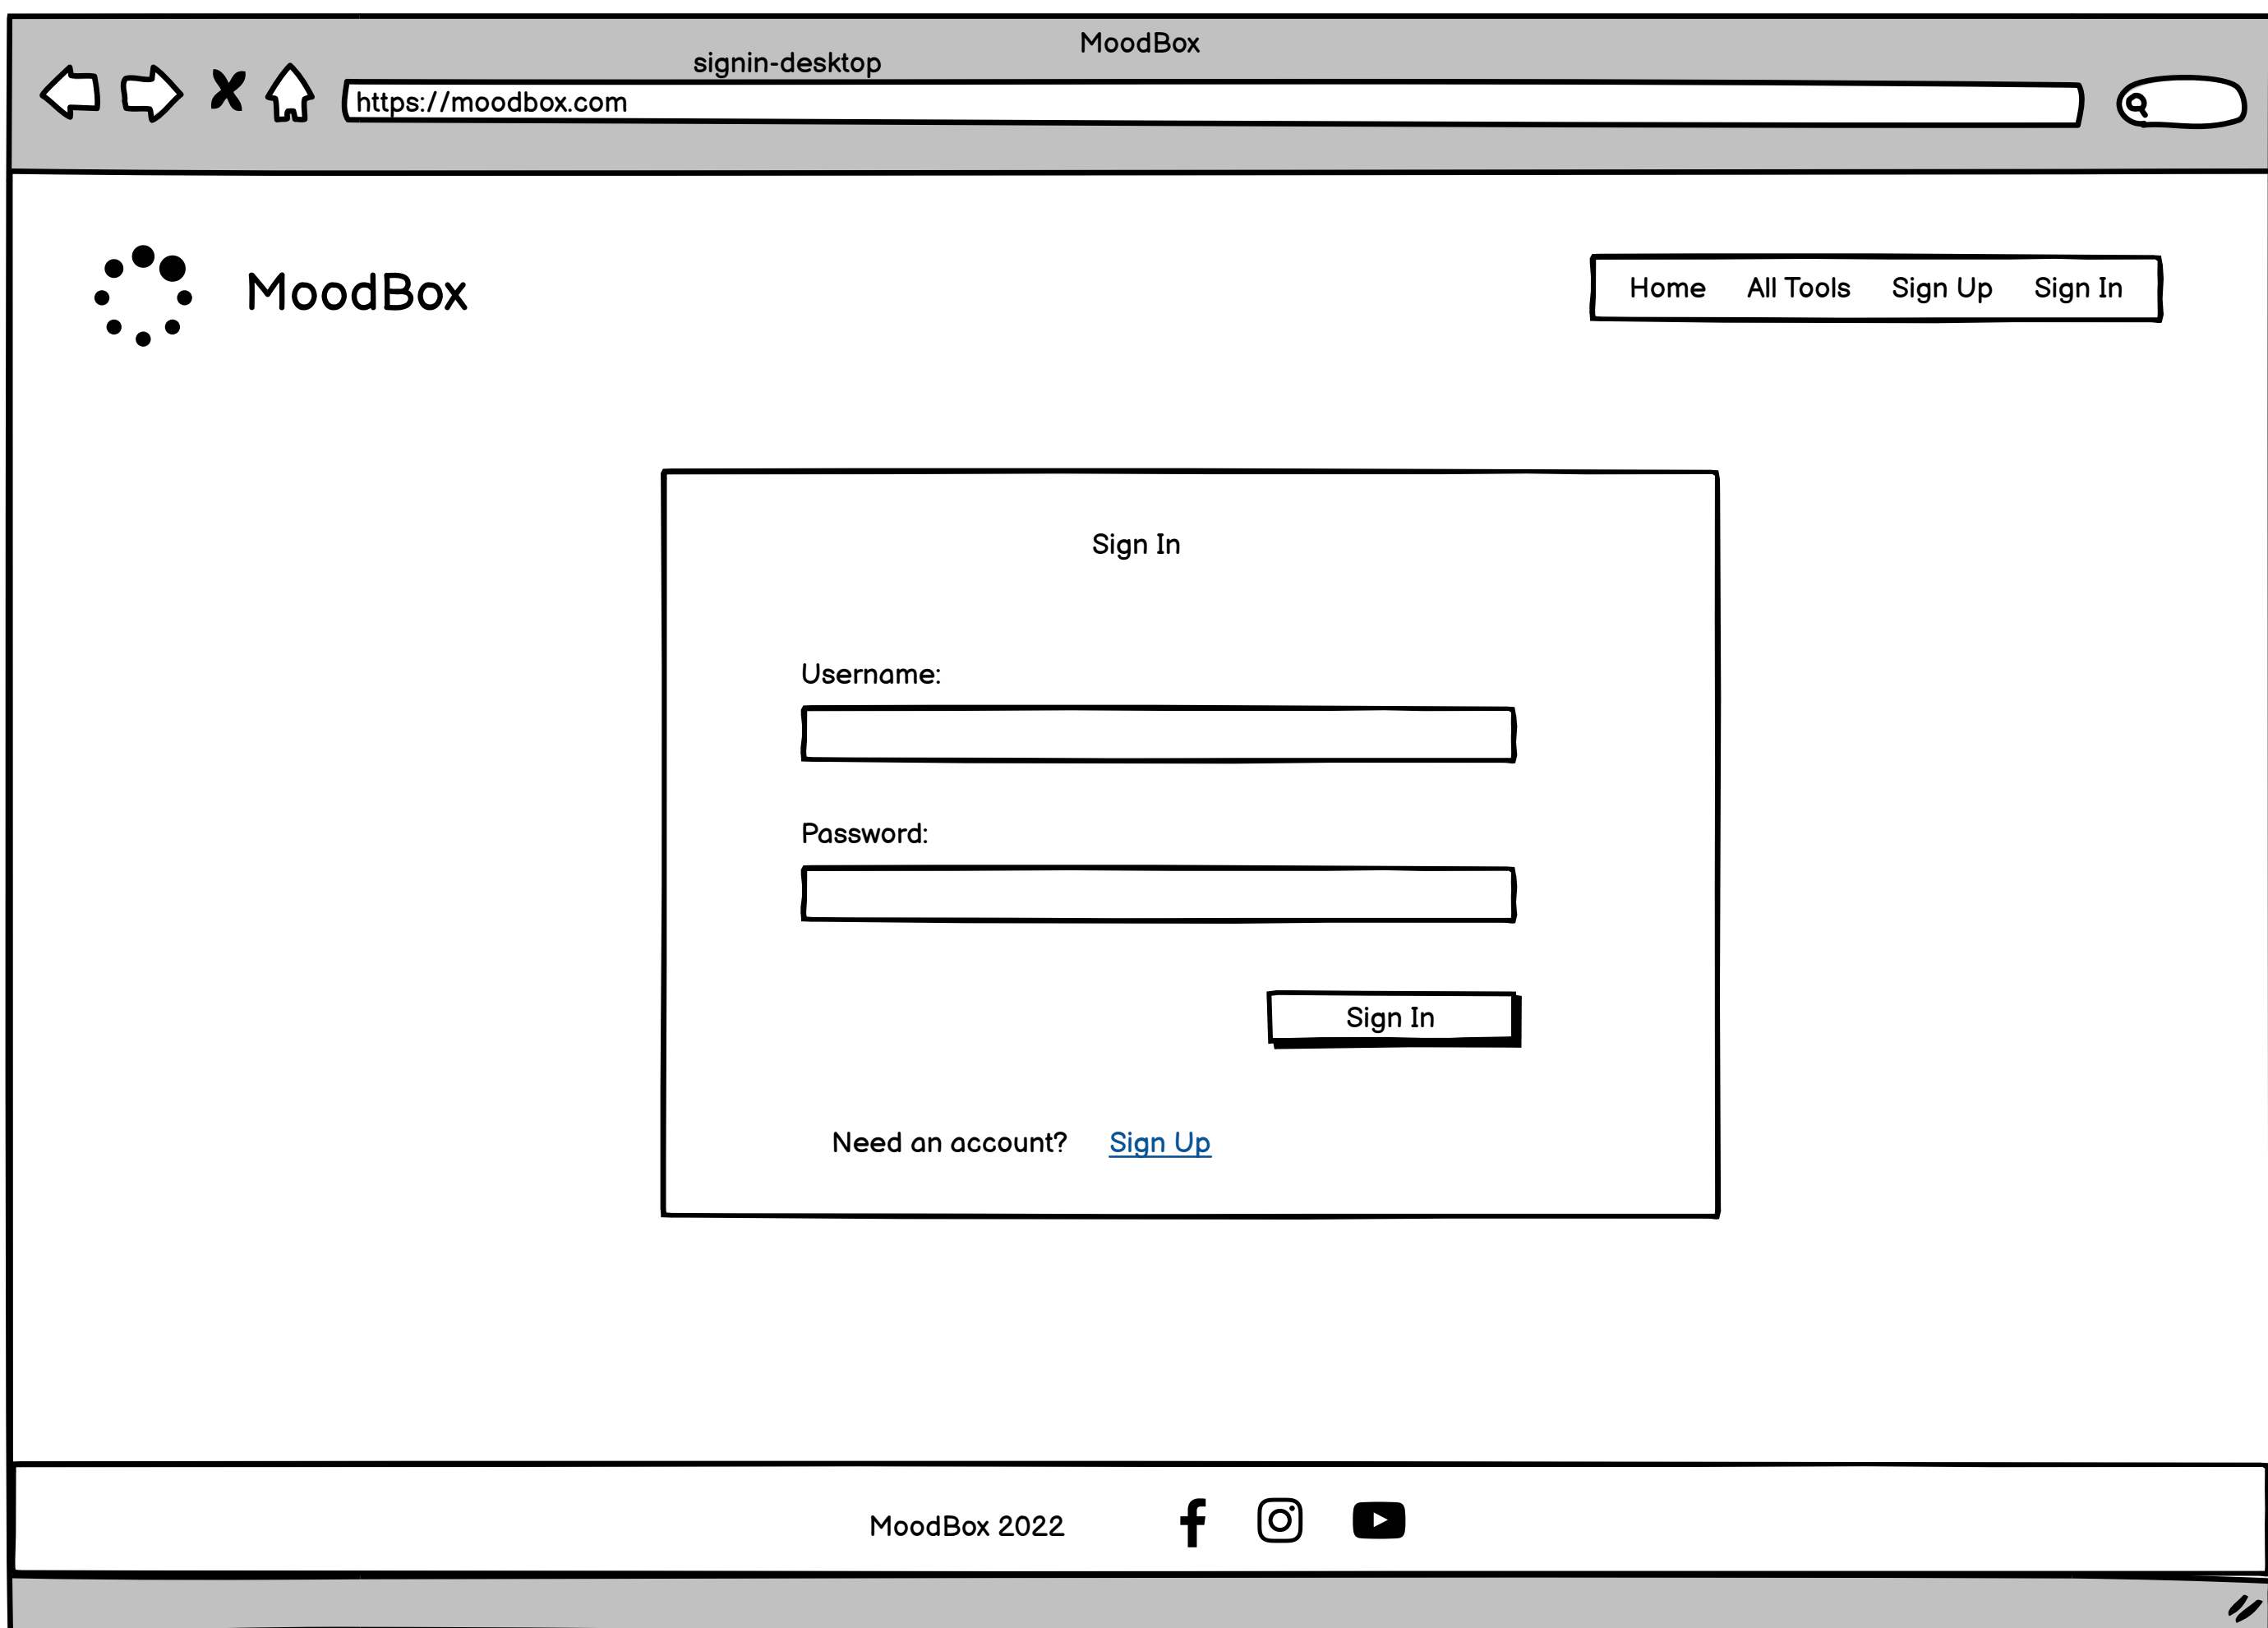 MoodBox
signin-desktop
https://moodbox.com
MoodBox
Home All Tools Sign Up Sign In
Sign In
Username:
Password:
Sign In
Need an account? Sign Up
MoodBox 2022